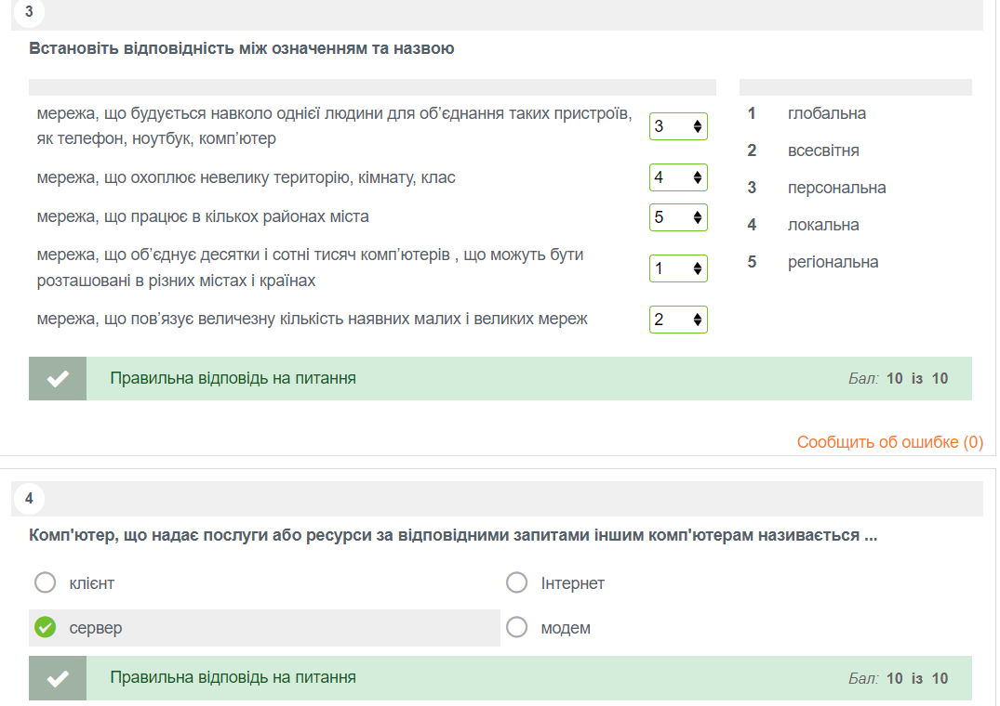 3
Встановіть відповідність між означенням та назвою
мережа, що будується навколо однієї людини для об’єднання таких пристроїв,
як телефон, ноутбук, комп’ютер
3
мережа, що охоплює невелику територію, кімнату, клас
4
мережа, що працює в кількох районах міста
5
мережа, що об’єднує десятки і сотні тисяч комп’ютерів , що можуть бути
розташовані в різних містах і країнах
1
мережа, що пов’язує величезну кількість наявних малих і великих мереж
2
1 глобальна
2 всесвітня
3 персональна
4 локальна
5 регіональна
Правильна відповідь на питання Бал: 10 із 10
Сообщить об ошибке (0)
4
Комп'ютер, що надає послуги або ресурси за відповідними запитами іншим комп'ютерам називається ...
клієнт Інтернет
сервер модем
Правильна відповідь на питання Бал: 10 із 10